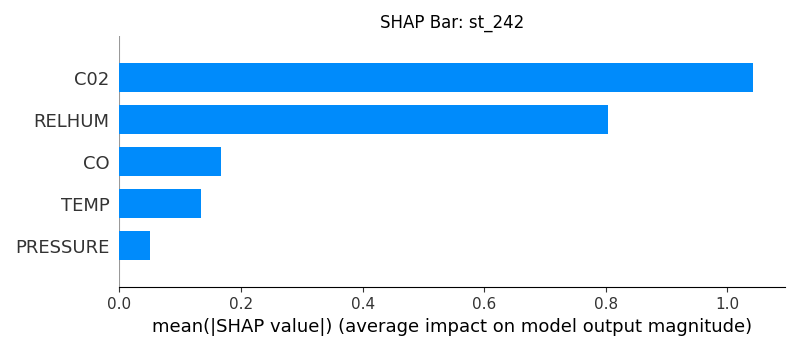 SHAP Bar: st_242
C02
RELHUM
CO
TEMP
PRESSURE
0.0 0.2 0.4 0.6 0.8 1.0
mean(|SHAP value|) (average impact on model output magnitude)